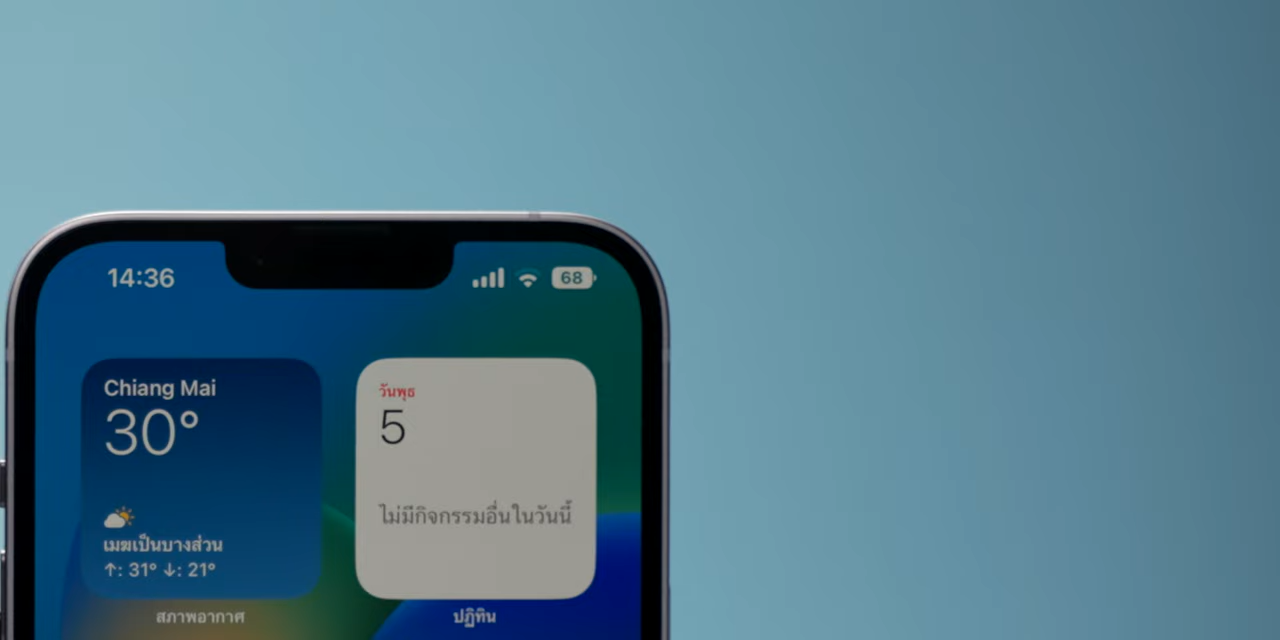 14:36
68
Chiang Mai
30°
เมฆเป็นบางส่วน
↑: 31° ↓: 21°
สภาพอากาศ
วันพุธ
5
ไม่มีกิจกรรมอื่นในวันนี้
ปฏิทิน